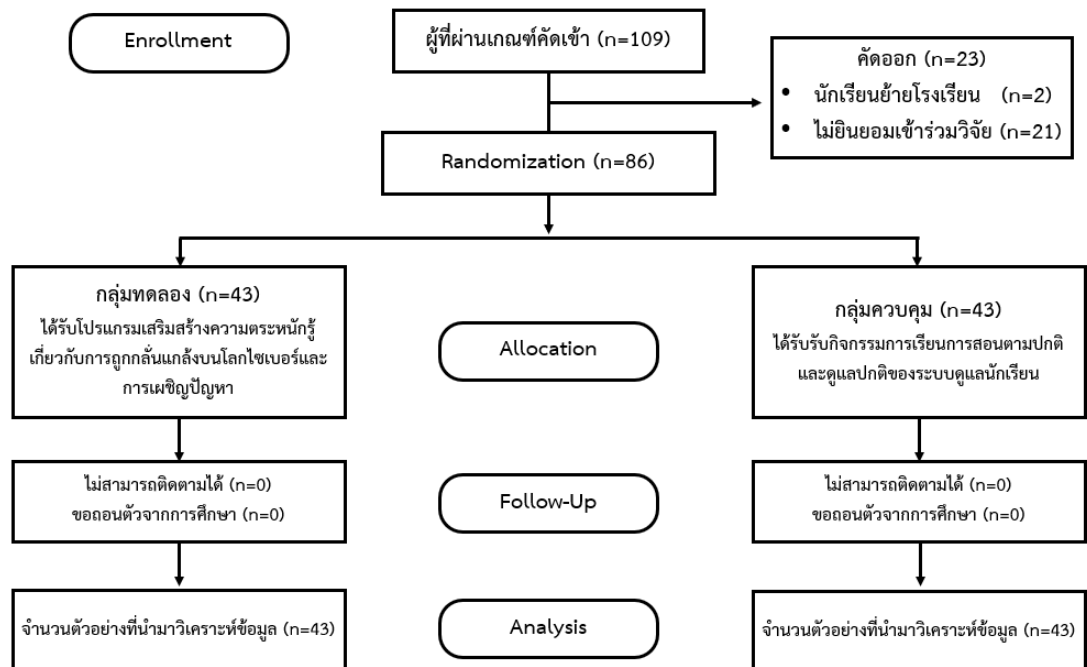 Enrollment
ผู้ที่ผ่านเกณฑ์คัดเข้า (n=109)
คัดออก (n=23)
• นักเรียนย้ายโรงเรียน (n=2)
• ไม่ยินยอมเข้าร่วมวิจัย (n=21)
Randomization (n=86)
กลุ่มทดลอง (n=43)
ได้รับโปรแกรมเสริมสร้างความตระหนักรู้
เกี่ยวกับการถูกกลั่นแกล้งบนโลกไซเบอร์และ
การเผชิญปัญหา
Allocation
กลุ่มควบคุม (n=43)
ได้รับรับกิจกรรมการเรียนการสอนตามปกติ
และดูแลปกติของระบบดูแลนักเรียน
ไม่สามารถติดตามได้ (n=0)
ขอถอนตัวจากการศึกษา (n=0)
Follow-Up
ไม่สามารถติดตามได้ (n=0)
ขอถอนตัวจากการศึกษา (n=0)
จำนวนตัวอย่างที่นำมาวิเคราะห์ข้อมูล (n=43)
Analysis
จำนวนตัวอย่างที่นำมาวิเคราะห์ข้อมูล (n=43)